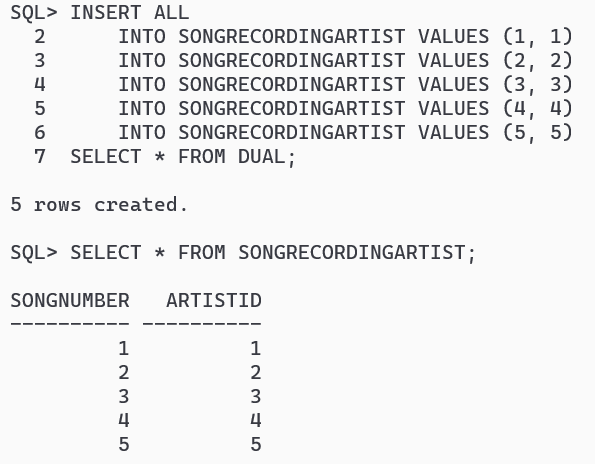 SQL> INSERT ALL
  2      INTO SONGRECORDINGARTIST VALUES (1, 1)
  3      INTO SONGRECORDINGARTIST VALUES (2, 2)
  4      INTO SONGRECORDINGARTIST VALUES (3, 3)
  5      INTO SONGRECORDINGARTIST VALUES (4, 4)
  6      INTO SONGRECORDINGARTIST VALUES (5, 5)
  7  SELECT * FROM DUAL;

5 rows created.

SQL> SELECT * FROM SONGRECORDINGARTIST;

SONGNUMBER   ARTISTID
---------- ----------
         1          1
         2          2
         3          3
         4          4
         5          5